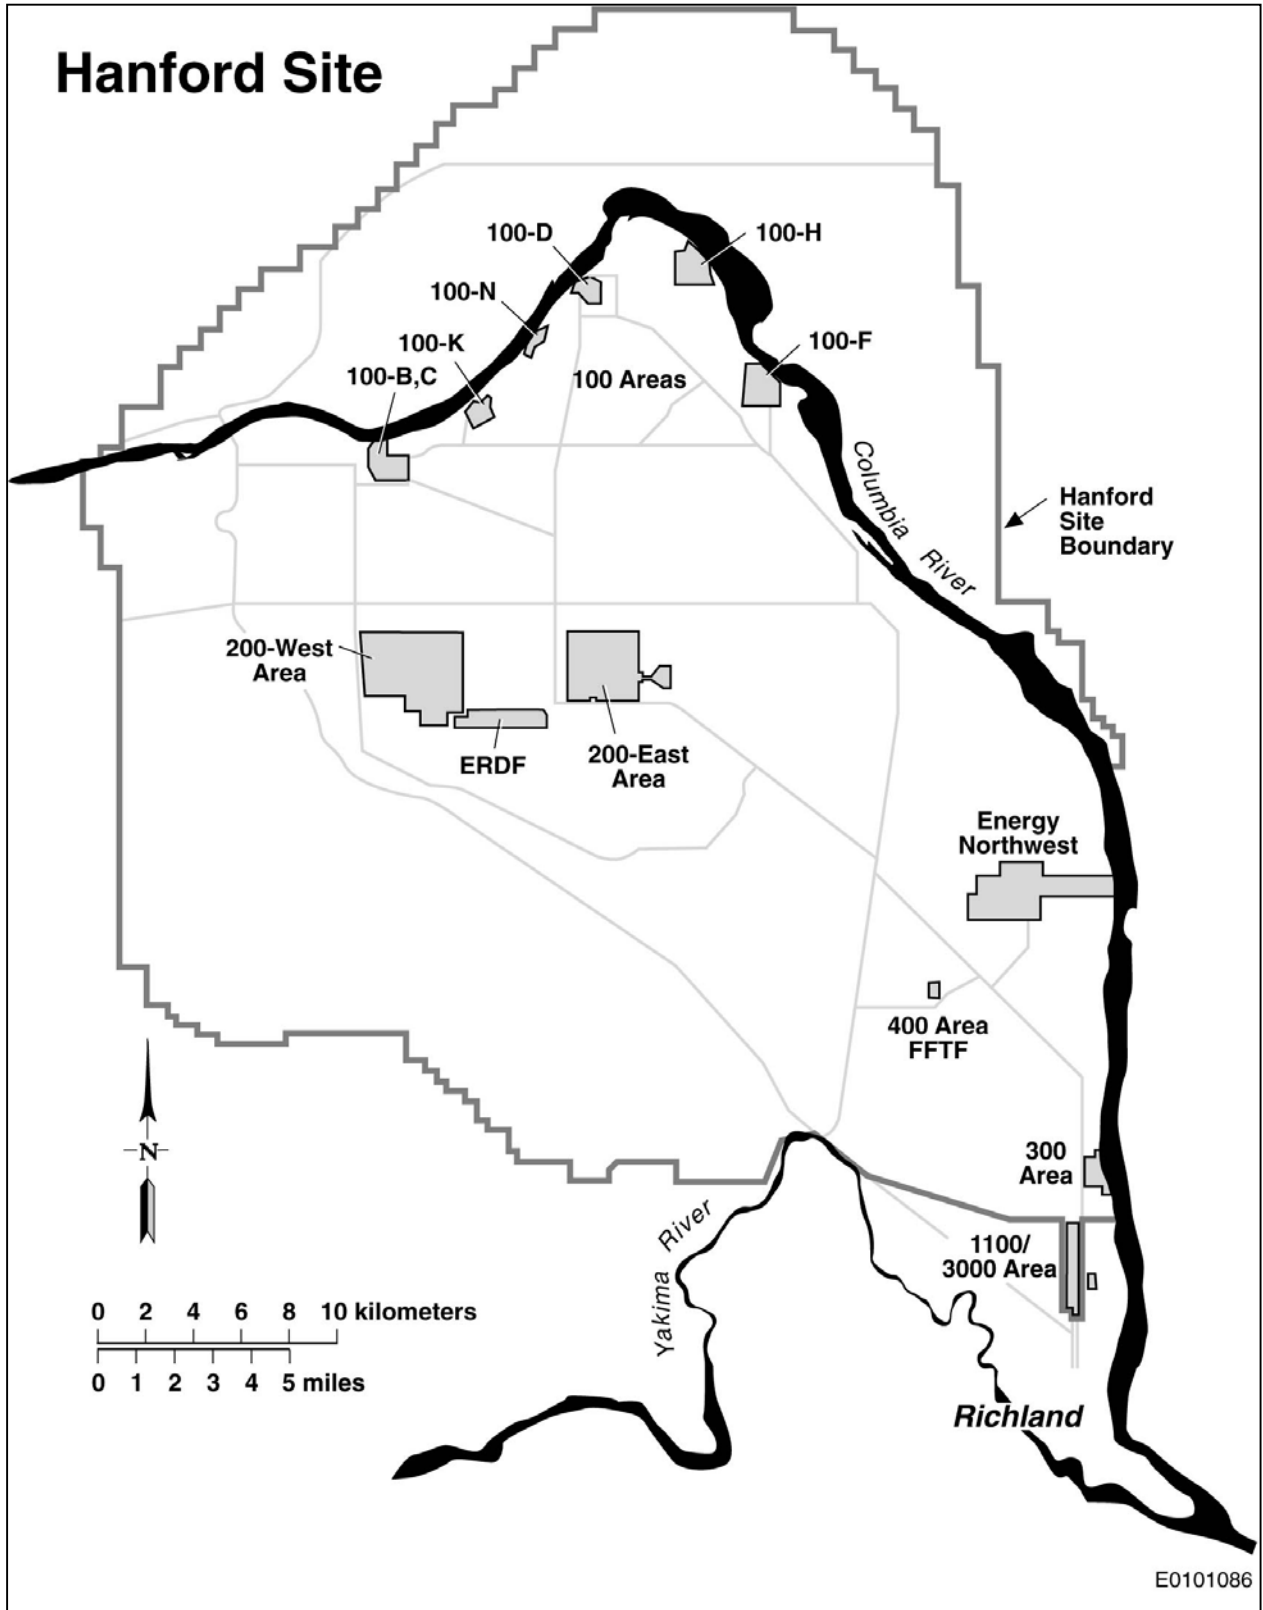 Hanford Site
100-D
100-H
100-N
100-K
100-F
100-B,C
100 Areas
Columbia River
Hanford
Site
Boundary
200-West
Area
ERDF
200-East
Area
Energy
Northwest
400 Area
FFTF
N
300
Area
Yakima River
1100/
3000 Area
0 2 4 6 8 10 kilometers
0 1 2 3 4 5 miles
Richland
E0101086